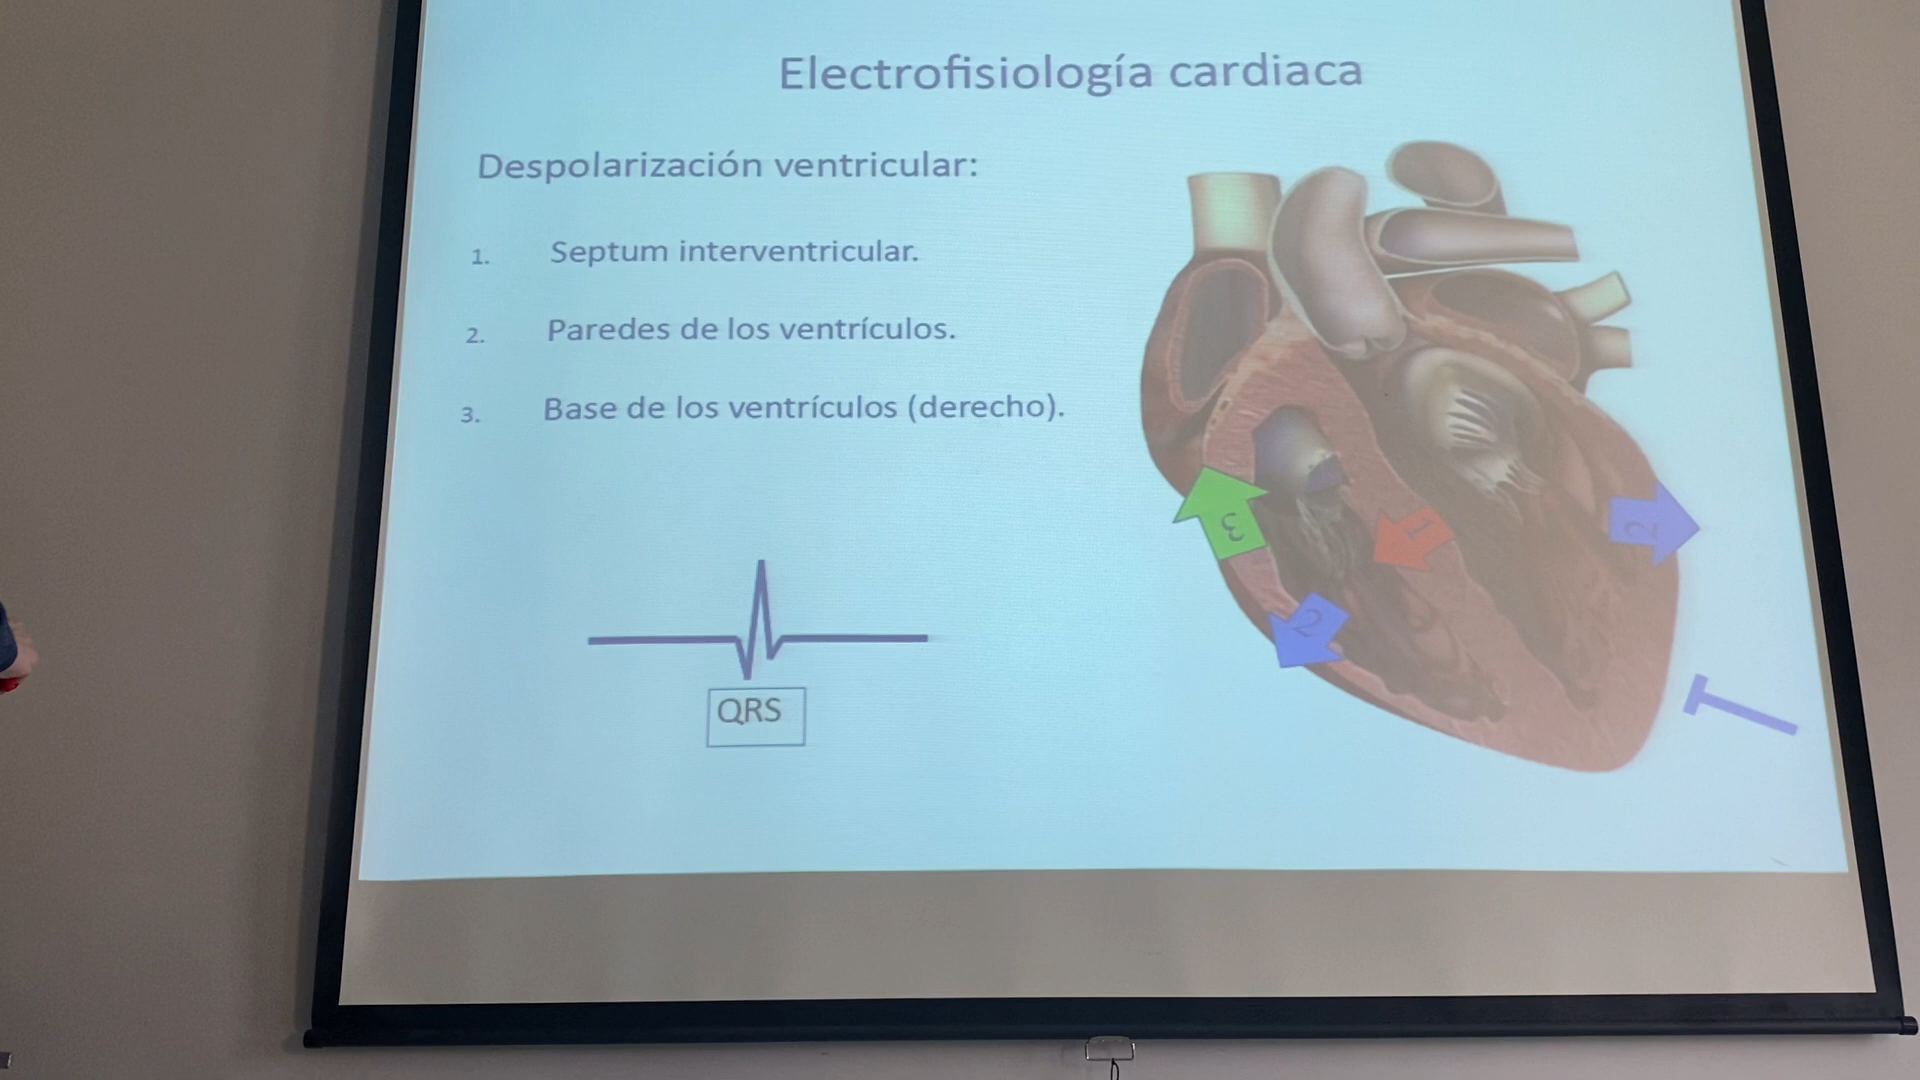 Electrofisiología cardiaca
Despolarización ventricular:
1. Septum interventricular.
2. Paredes de los ventrículos.
3. Base de los ventrículos (derecho).
QRS
3
1
2
2